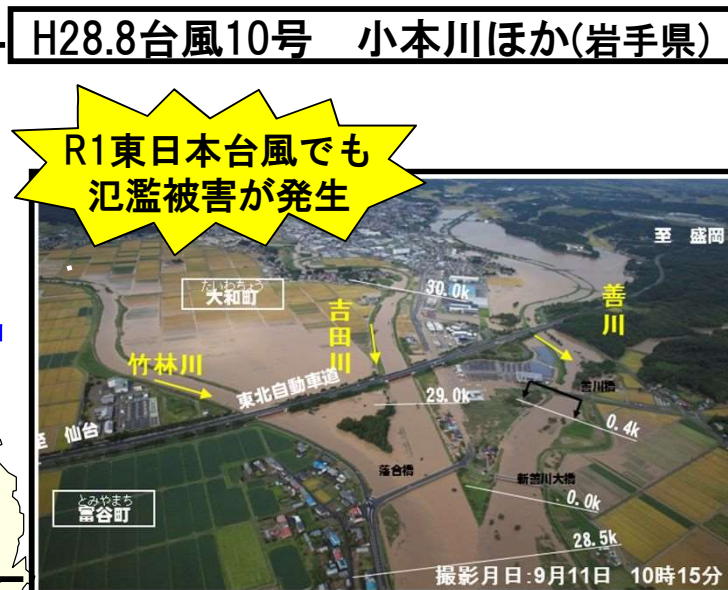 H28.8台風10号　小本川ほか(岩手県)
R1東日本台風でも
氾濫被害が発生
至　盛岡
たいわちょう
大和町
30.0k
吉田川
善川
竹林川
東北自動車道
善川橋
29.0k
0.4k
至　仙台
落合橋
新善川大橋
とみやまち
富谷町
0.0k
28.5k
撮影月日:9月11日　10時15分